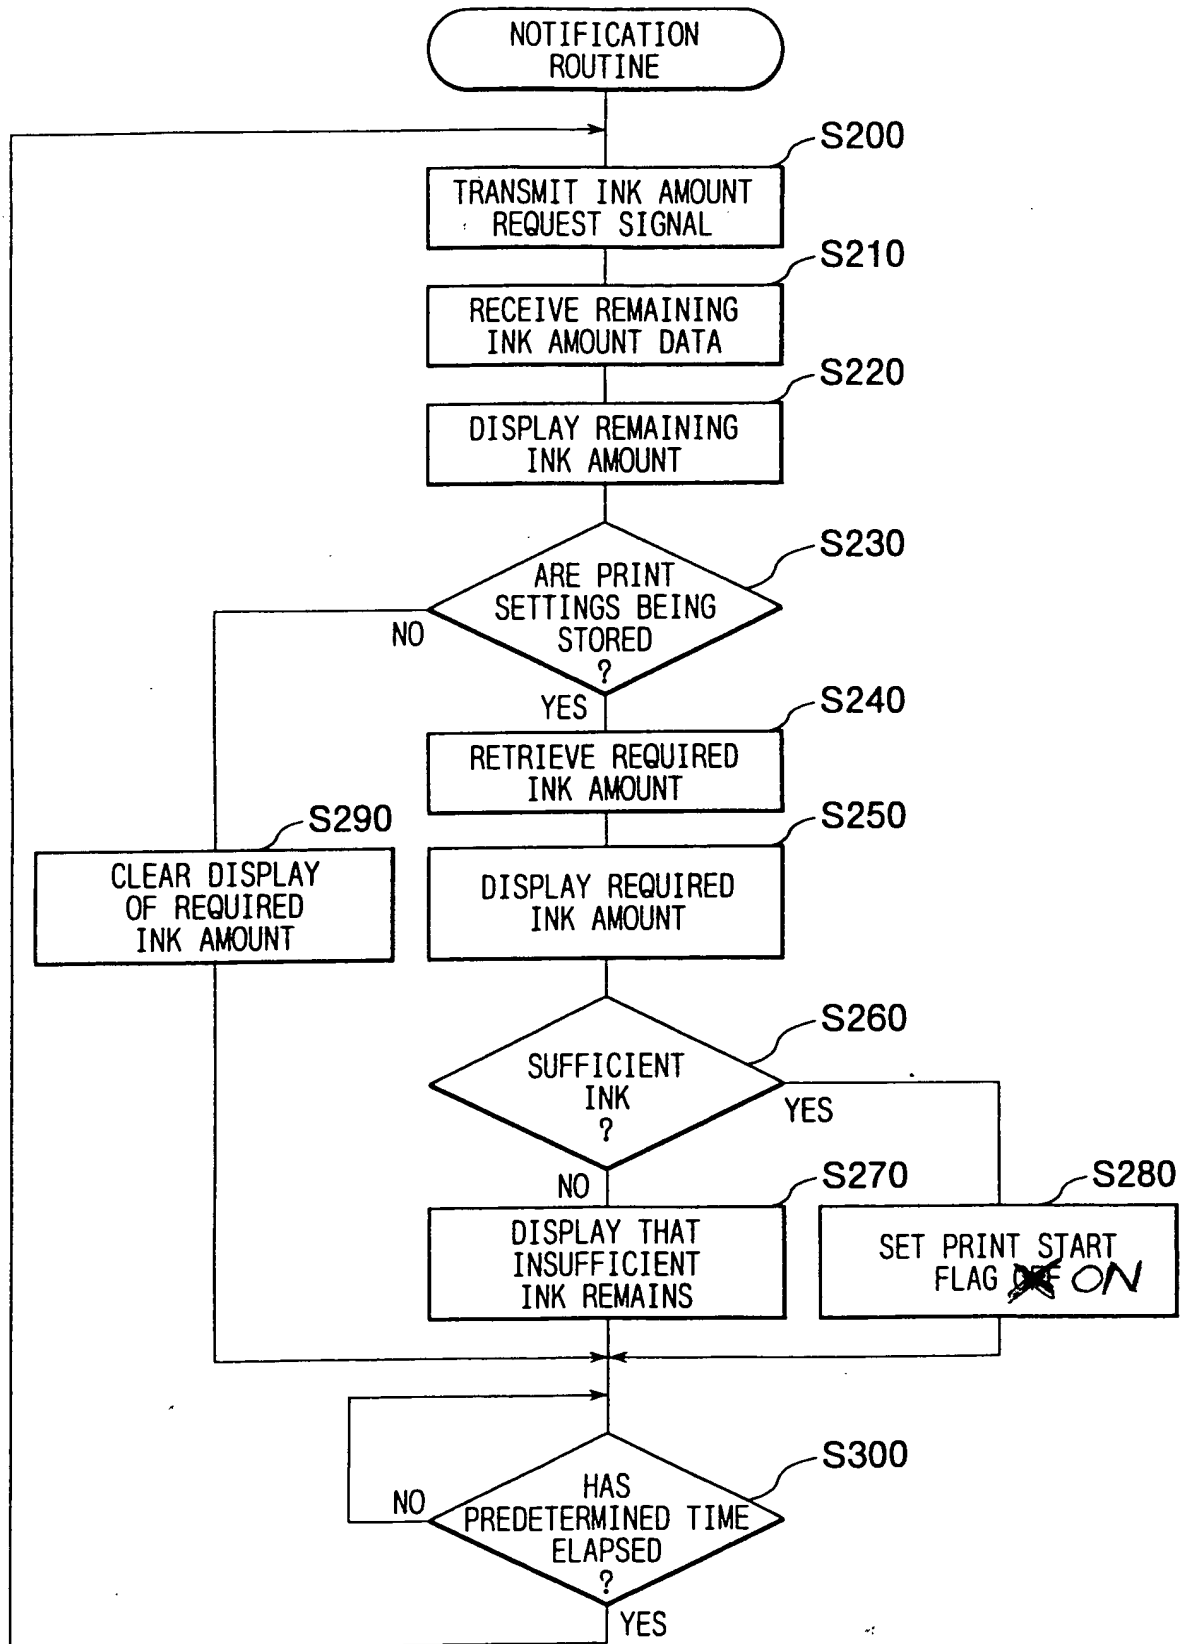 NOTIFICATION
ROUTINE
S200
TRANSMIT INK AMOUNT
REQUEST SIGNAL
S210
RECEIVE REMAINING
INK AMOUNT DATA
S220
DISPLAY REMAINING
INK AMOUNT
S230
ARE PRINT
SETTINGS BEING
STORED
?
NO
YES
S240
RETRIEVE REQUIRED
INK AMOUNT
S290
CLEAR DISPLAY
OF REQUIRED
INK AMOUNT
S250
DISPLAY REQUIRED
INK AMOUNT
S260
SUFFICIENT
INK
?
YES
NO
S270
DISPLAY THAT
INSUFFICIENT
INK REMAINS
S280
SET PRINT START
FLAG ON
S300
HAS
PREDETERMINED TIME
ELAPSED
?
NO
YES